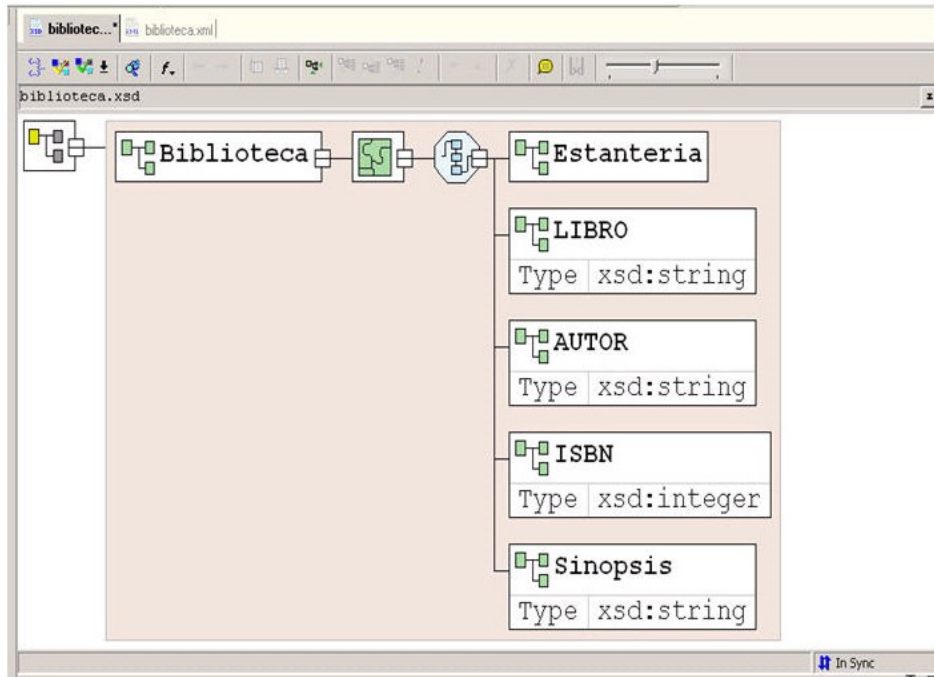 bibliotec...* biblioteca.xml
biblioteca.xsd
Biblioteca
Estanteria
LIBRO
Type xsd:string
AUTOR
Type xsd:string
ISBN
Type xsd:integer
Sinopsis
Type xsd:string
In Sync